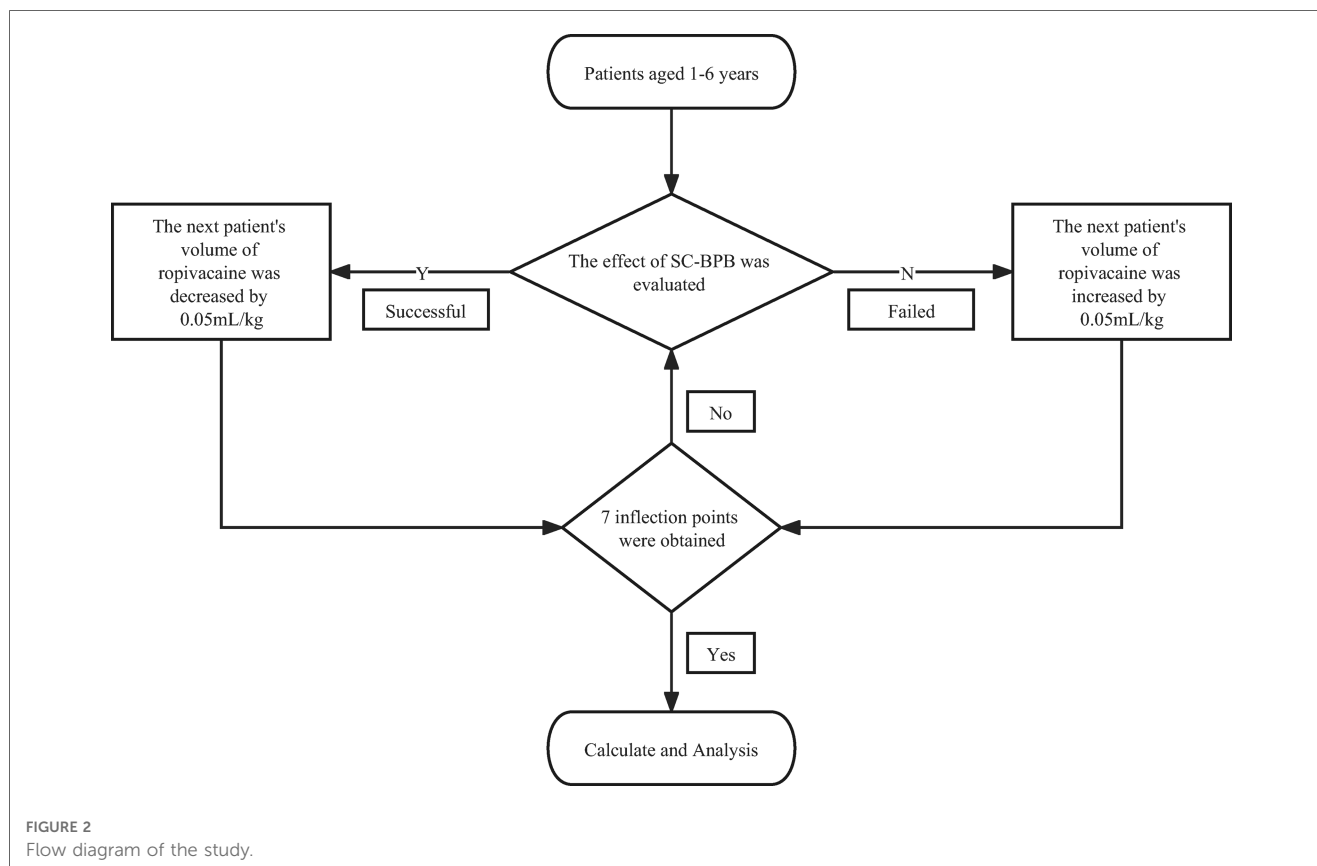 Patients aged 1-6 years
The next patient's
volume of
ropivacaine was
decreased by
0.05mL/kg
Y
Successful
The effect of SC-BPB was
evaluated
N
Failed
The next patient's
volume of
ropivacaine was
increased by
0.05mL/kg
No
7 inflection points
were obtained
Yes
Calculate and Analysis
FIGURE 2
Flow diagram of the study.